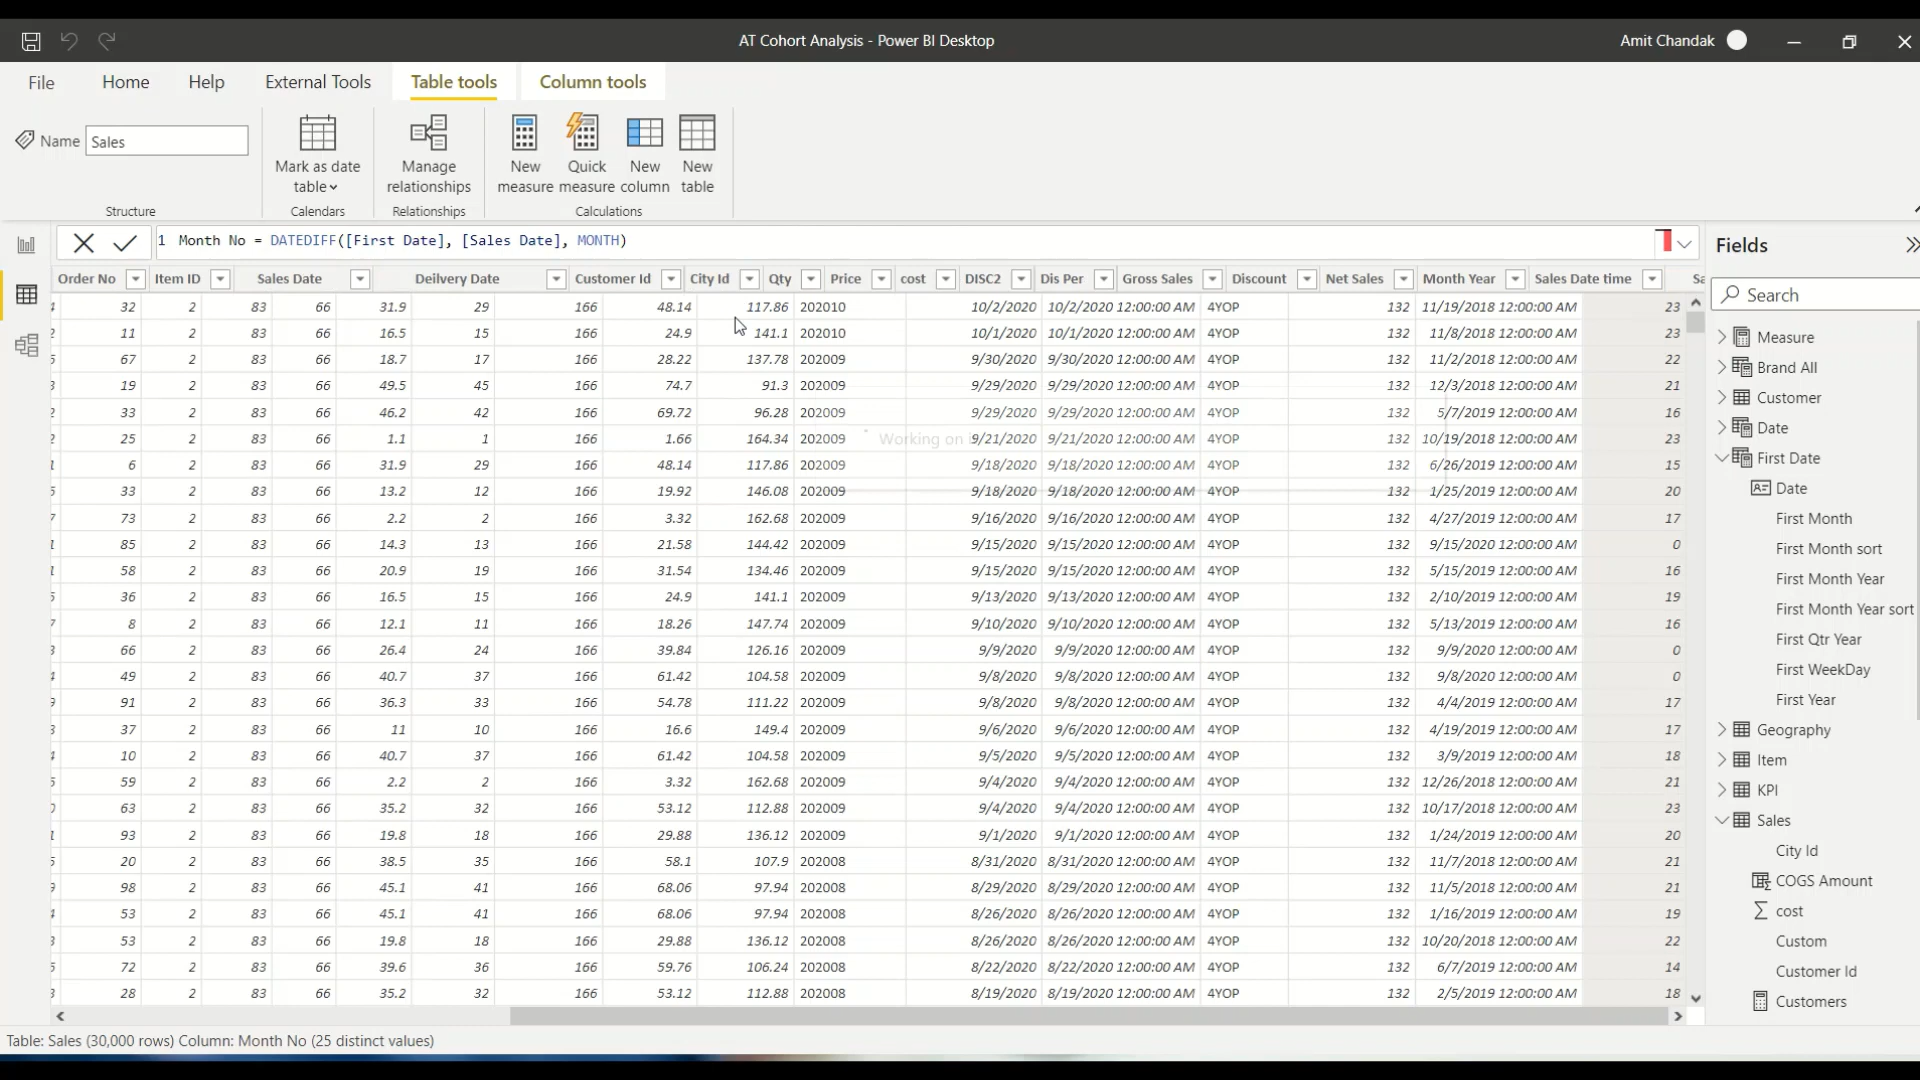 AT Cohort Analysis - Power BI Desktop
Amit Chandak
File Home Help External Tools Table tools Column tools
Name Sales
Mark as date table
Manage relationships
New measure
Quick measure
New column
New table
Structure Calendars Relationships Calculations
1 Month No = DATEDIFF([First Date], [Sales Date], MONTH)
Order No Item ID Sales Date Deilvery Date Customer Id City Id Qty Price cost DISC2 Dis Per Gross Sales Discount Net Sales Month Year Sales Date time Sa
32 2 83 66 31.9 29 166 48.14 117.86 202010 10/2/2020 10/2/2020 12:00:00 AM 4YOP 132 11/19/2018 12:00:00 AM 23
11 2 83 66 16.5 15 166 24.9 141.1 202010 10/1/2020 10/1/2020 12:00:00 AM 4YOP 132 11/8/2018 12:00:00 AM 23
67 2 83 66 18.7 17 166 28.22 137.78 202009 9/30/2020 9/30/2020 12:00:00 AM 4YOP 132 11/2/2018 12:00:00 AM 22
19 2 83 66 49.5 45 166 74.7 91.3 202009 9/29/2020 9/29/2020 12:00:00 AM 4YOP 132 12/3/2018 12:00:00 AM 21
33 2 83 66 46.2 42 166 69.72 96.28 202009 9/29/2020 9/29/2020 12:00:00 AM 4YOP 132 5/7/2019 12:00:00 AM 16
25 2 83 66 1.1 1 166 1.66 164.34 202009 Working on 9/21/2020 9/21/2020 12:00:00 AM 4YOP 132 10/19/2018 12:00:00 AM 23
6 2 83 66 31.9 29 166 48.14 117.86 202009 9/18/2020 9/18/2020 12:00:00 AM 4YOP 132 6/26/2019 12:00:00 AM 15
33 2 83 66 13.2 12 166 19.92 146.08 202009 9/18/2020 9/18/2020 12:00:00 AM 4YOP 132 1/25/2019 12:00:00 AM 20
73 2 83 66 2.2 2 166 3.32 162.68 202009 9/16/2020 9/16/2020 12:00:00 AM 4YOP 132 4/27/2019 12:00:00 AM 17
85 2 83 66 14.3 13 166 21.58 144.42 202009 9/15/2020 9/15/2020 12:00:00 AM 4YOP 132 9/15/2020 12:00:00 AM 0
58 2 83 66 20.9 19 166 31.54 134.46 202009 9/15/2020 9/15/2020 12:00:00 AM 4YOP 132 5/15/2019 12:00:00 AM 16
36 2 83 66 16.5 15 166 24.9 141.1 202009 9/13/2020 9/13/2020 12:00:00 AM 4YOP 132 2/10/2019 12:00:00 AM 19
8 2 83 66 12.1 11 166 18.26 147.74 202009 9/10/2020 9/10/2020 12:00:00 AM 4YOP 132 5/13/2019 12:00:00 AM 16
66 2 83 66 26.4 24 166 39.84 126.16 202009 9/9/2020 9/9/2020 12:00:00 AM 4YOP 132 9/9/2020 12:00:00 AM 0
49 2 83 66 40.7 37 166 61.42 104.58 202009 9/8/2020 9/8/2020 12:00:00 AM 4YOP 132 9/8/2020 12:00:00 AM 0
91 2 83 66 36.3 33 166 54.78 111.22 202009 9/8/2020 9/8/2020 12:00:00 AM 4YOP 132 4/4/2019 12:00:00 AM 17
37 2 83 66 11 10 166 16.6 149.4 202009 9/6/2020 9/6/2020 12:00:00 AM 4YOP 132 4/19/2019 12:00:00 AM 17
10 2 83 66 40.7 37 166 61.42 104.58 202009 9/5/2020 9/5/2020 12:00:00 AM 4YOP 132 3/9/2019 12:00:00 AM 18
59 2 83 66 2.2 2 166 3.32 162.68 202009 9/4/2020 9/4/2020 12:00:00 AM 4YOP 132 12/26/2018 12:00:00 AM 21
63 2 83 66 35.2 32 166 53.12 112.88 202009 9/4/2020 9/4/2020 12:00:00 AM 4YOP 132 10/17/2018 12:00:00 AM 23
93 2 83 66 19.8 18 166 29.88 136.12 202009 9/1/2020 9/1/2020 12:00:00 AM 4YOP 132 1/24/2019 12:00:00 AM 20
20 2 83 66 38.5 35 166 58.1 107.9 202008 8/31/2020 8/31/2020 12:00:00 AM 4YOP 132 11/7/2018 12:00:00 AM 21
98 2 83 66 45.1 41 166 68.06 97.94 202008 8/29/2020 8/29/2020 12:00:00 AM 4YOP 132 11/5/2018 12:00:00 AM 21
53 2 83 66 45.1 41 166 68.06 97.94 202008 8/26/2020 8/26/2020 12:00:00 AM 4YOP 132 1/16/2019 12:00:00 AM 19
53 2 83 66 19.8 18 166 29.88 136.12 202008 8/26/2020 8/26/2020 12:00:00 AM 4YOP 132 10/20/2018 12:00:00 AM 22
72 2 83 66 39.6 36 166 59.76 106.24 202008 8/22/2020 8/22/2020 12:00:00 AM 4YOP 132 6/7/2019 12:00:00 AM 14
28 2 83 66 35.2 32 166 53.12 112.88 202008 8/19/2020 8/19/2020 12:00:00 AM 4YOP 132 2/5/2019 12:00:00 AM 18
Fields
Search
Measure
Brand All
Customer
Date
First Date
Date
First Month
First Month sort
First Month Year
First Month Year sort
First Qtr Year
First WeekDay
First Year
Geography
Item
KPI
Sales
City Id
COGS Amount
cost
Custom
Customer Id
Customers
Table: Sales (30,000 rows) Column: Month No (25 distinct values)